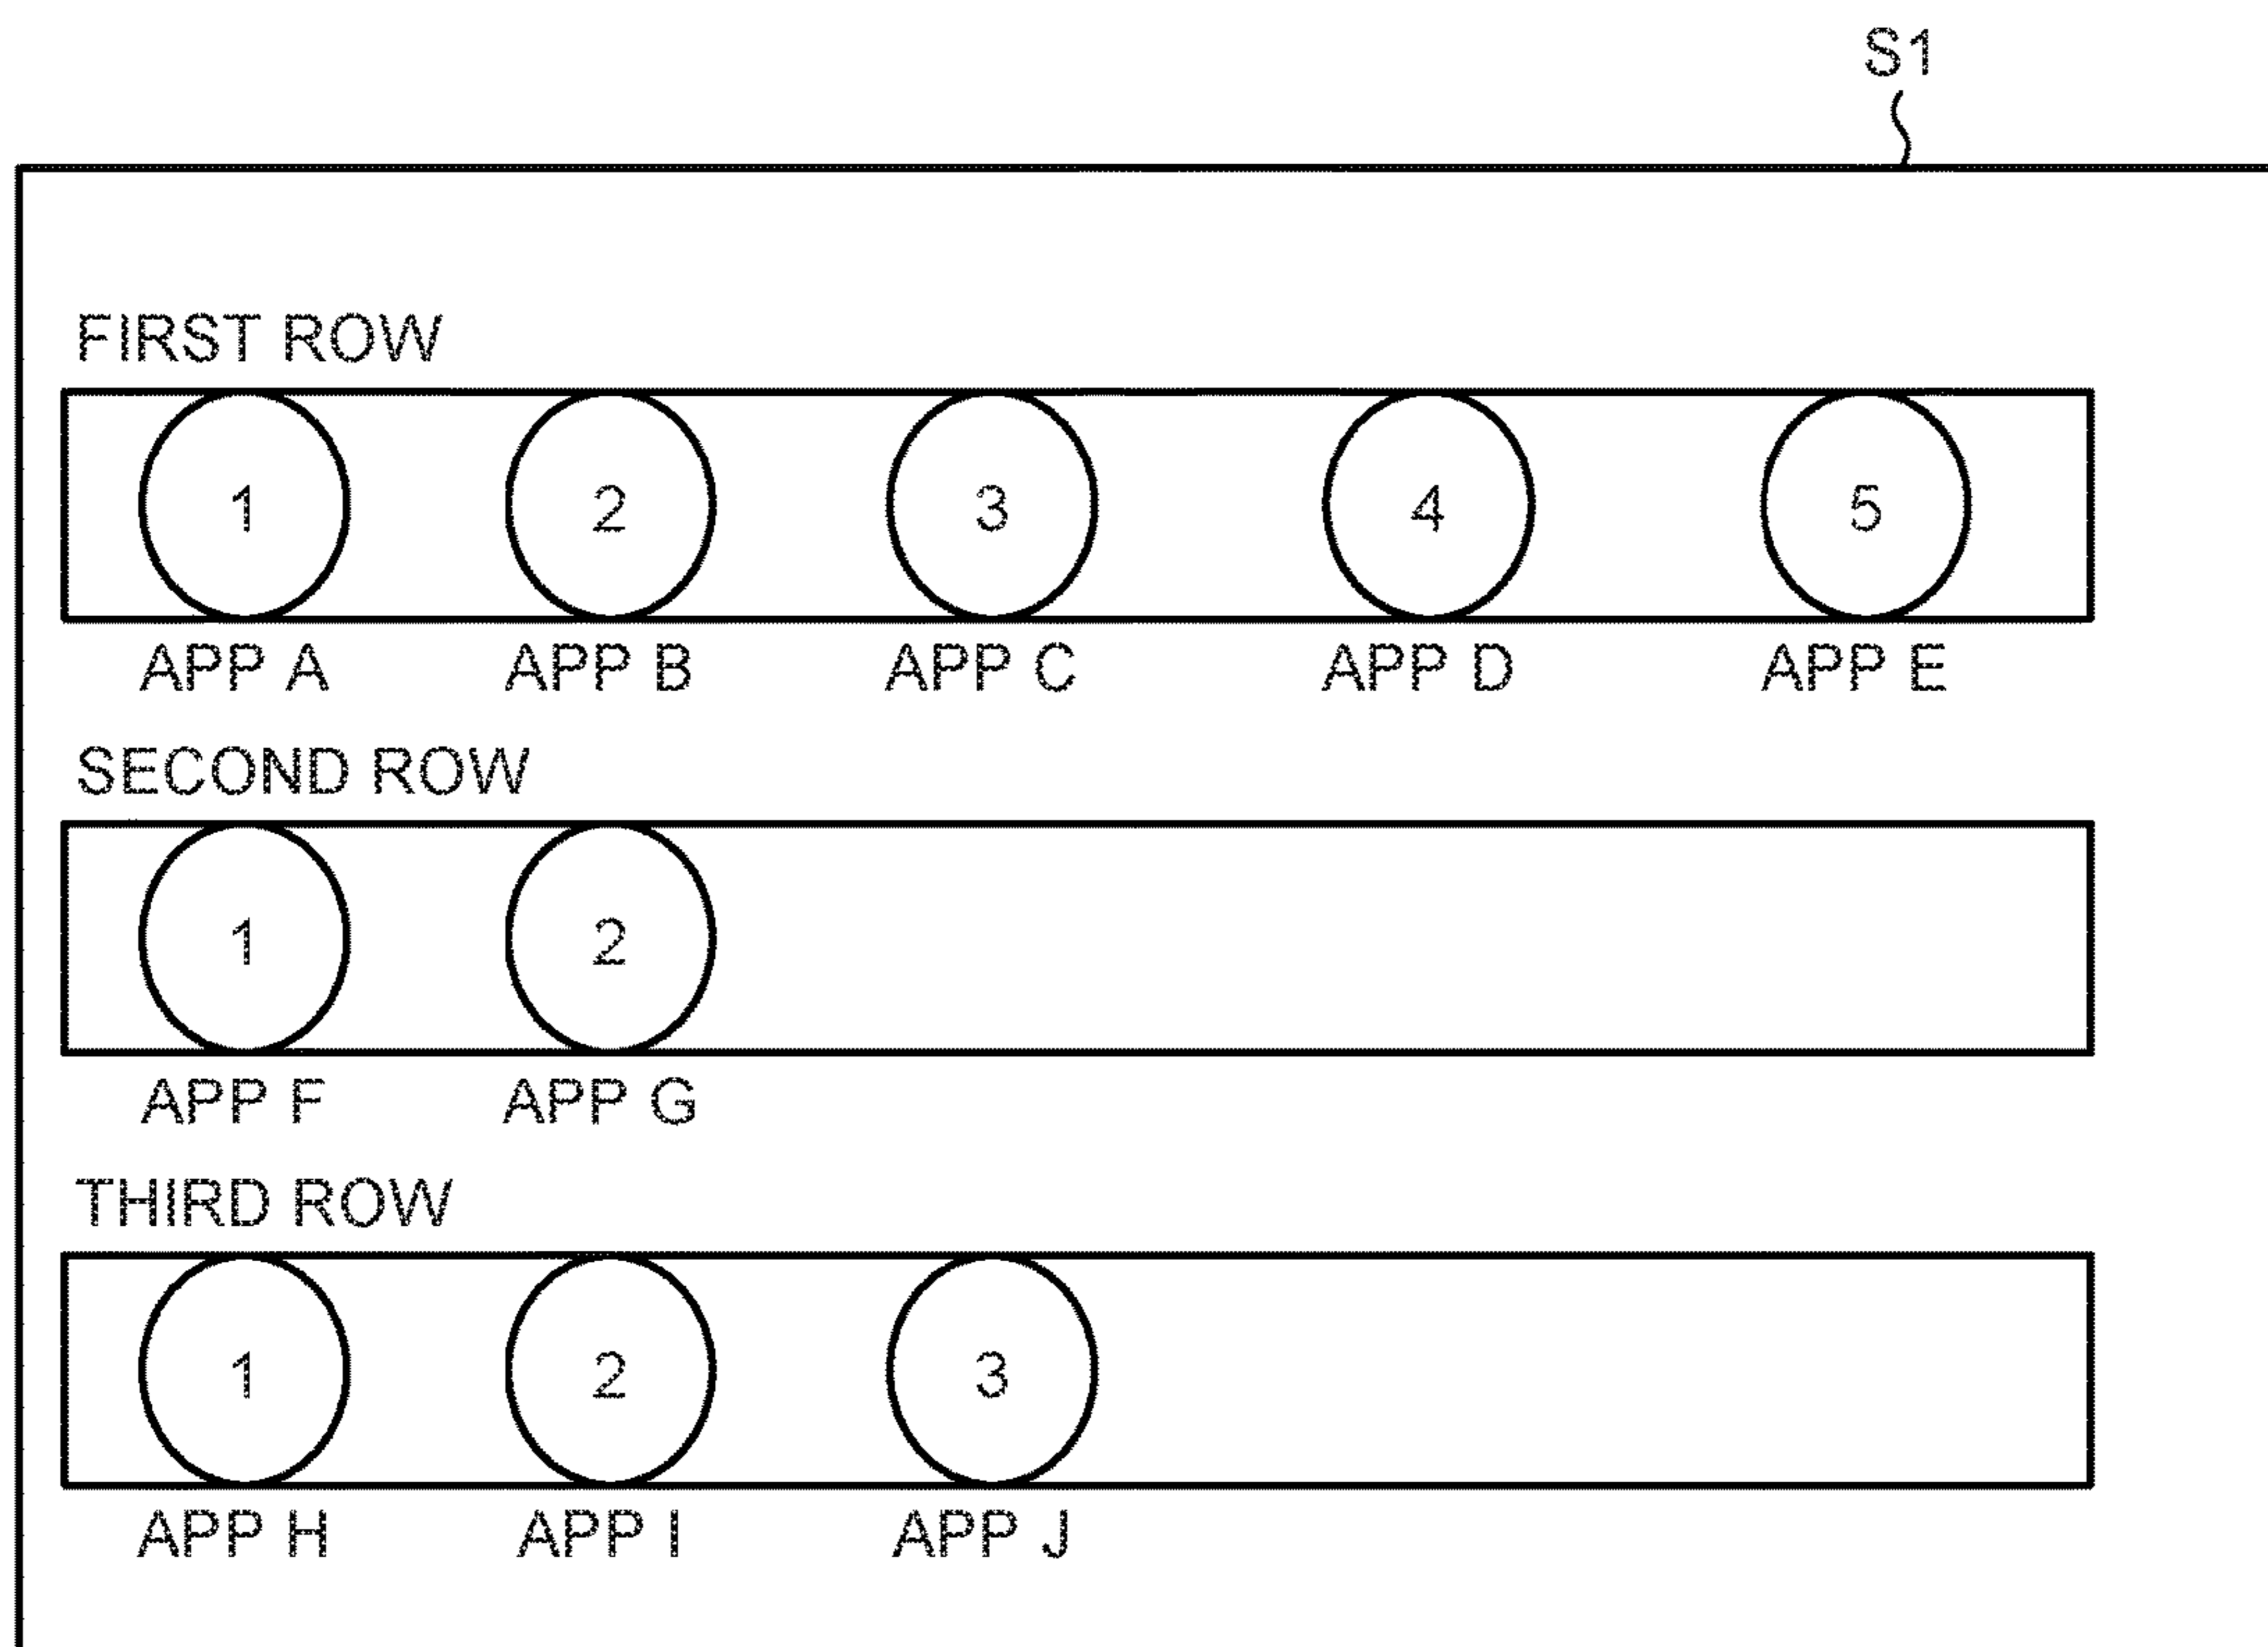 S1
FIRST ROW
1 2 3 4 5
APP A APP B APP C APP D APP E
SECOND ROW
1 2
APP F APP G
THIRD ROW
1 2 3
APP H APP I APP J